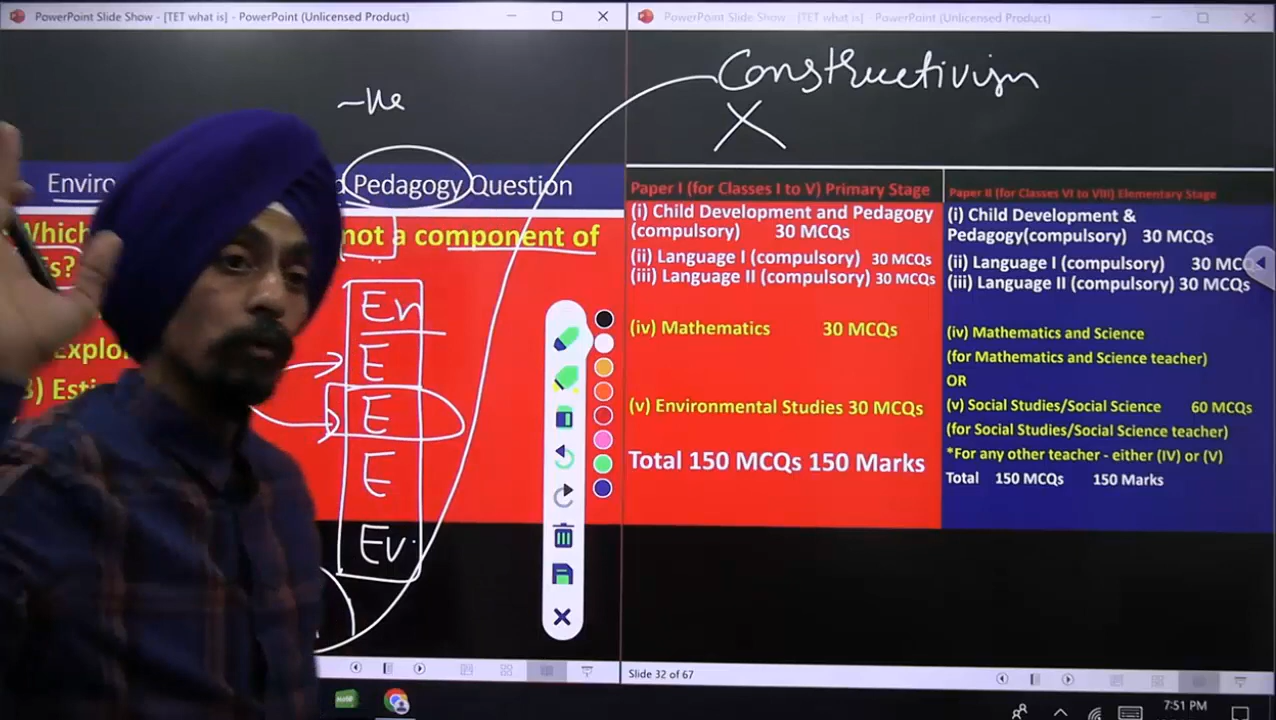 PowerPoint Slide Show - [TET what is] - PowerPoint (Unlicensed Product)
-ve
Pedagogy Question
Which
not a component of
Es?
En
E
E
E
Ev.
PowerPoint Slide Show - [TET what is] - PowerPoint (Unlicensed Product)
Constructivism
X
Paper I (for Classes I to V) Primary Stage
(i) Child Development and Pedagogy
(compulsory) 30 MCQs
(ii) Language I (compulsory) 30 MCQs
(iii) Language II (compulsory) 30 MCQs
(iv) Mathematics 30 MCQs
(v) Environmental Studies 30 MCQs
Total 150 MCQs 150 Marks
Paper II (for Classes VI to VIII) Elementary Stage
(i) Child Development &
Pedagogy(compulsory) 30 MCQs
(ii) Language I (compulsory) 30
(iii) Language II (compulsory) 30 MCQs
(iv) Mathematics and Science
(for Mathematics and Science teacher)
OR
(v) Social Studies/Social Science 60 MCQs
(for Social Studies/Social Science teacher)
*For any other teacher - either (IV) or (V)
Total 150 MCQs 150 Marks
Slide 32 of 67
7:51 PM